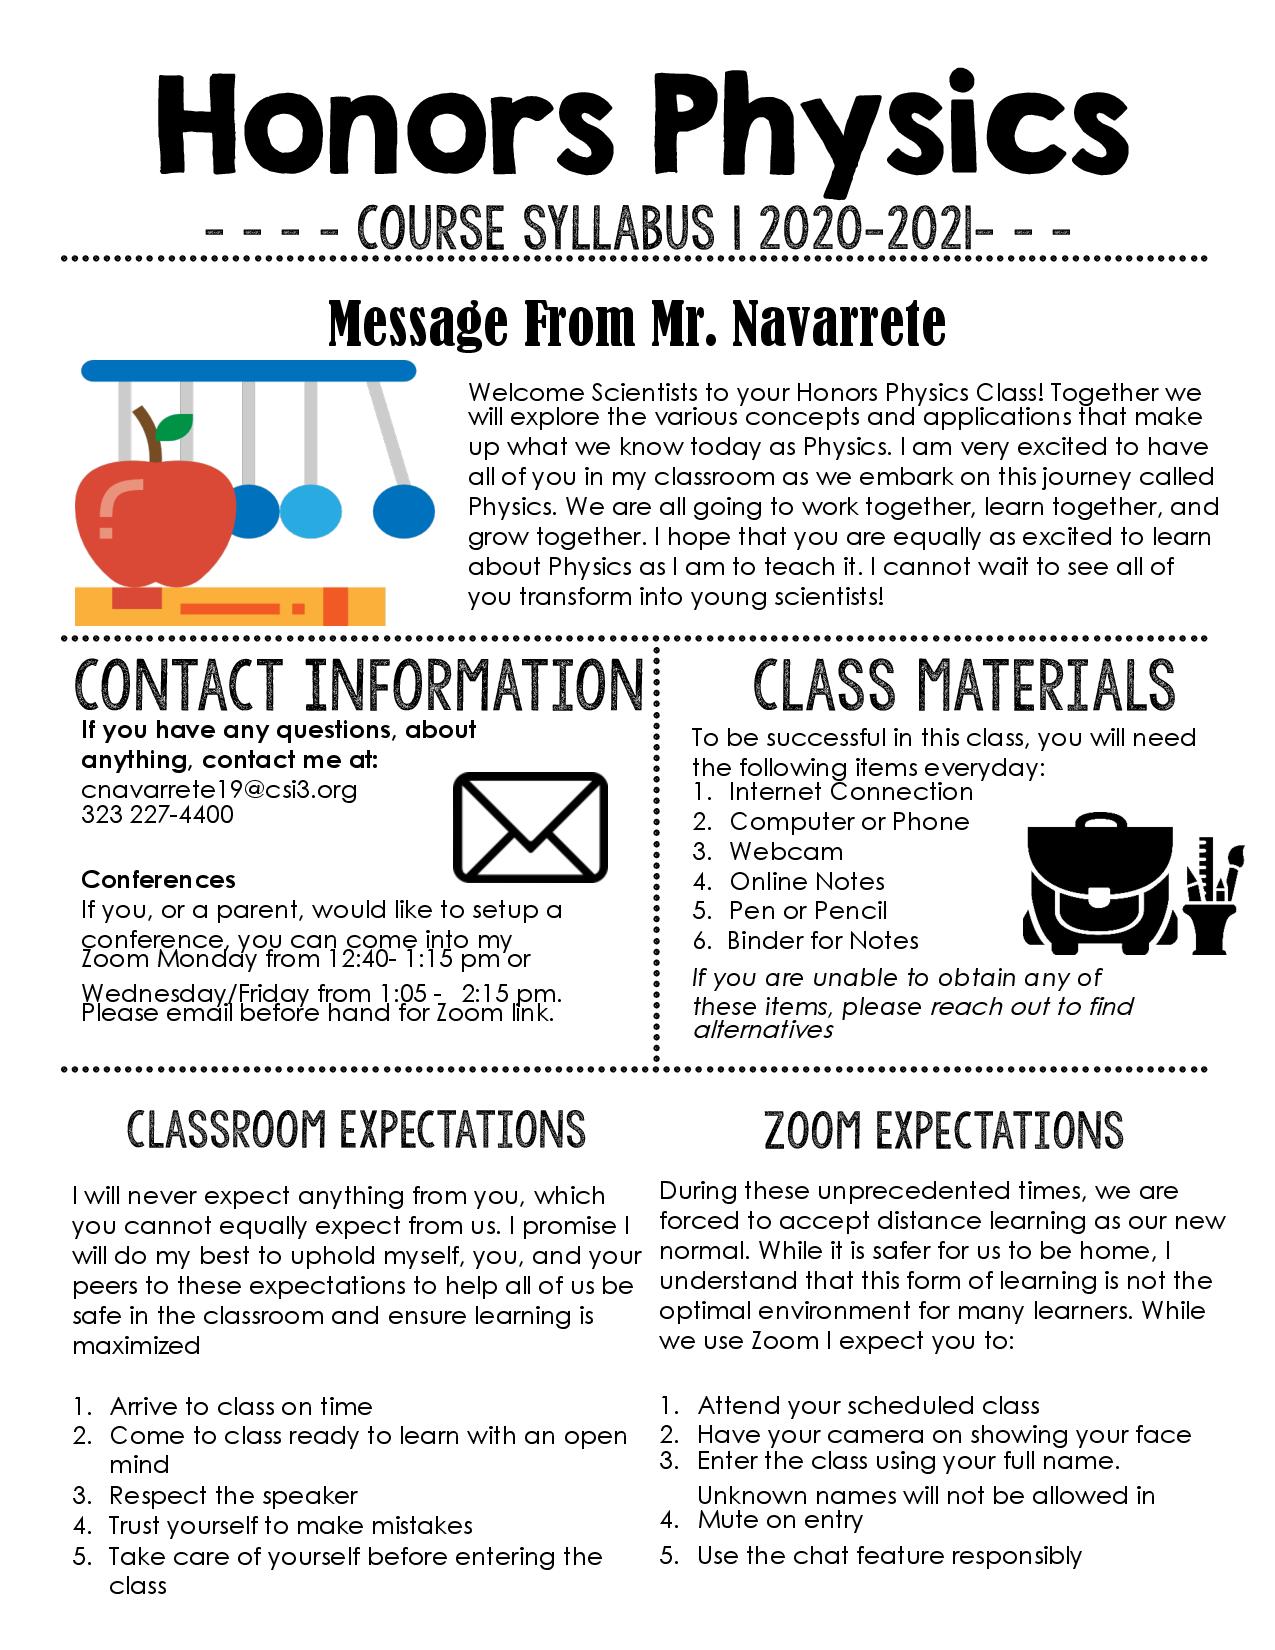 Honors Physics
- - - - COURSE SYLLABUS | 2020-2021- - -
Message From Mr. Navarrete
Welcome Scientists to your Honors Physics Class! Together we
will explore the various concepts and applications that make
up what we know today as Physics. I am very excited to have
all of you in my classroom as we embark on this journey called
Physics. We are all going to work together, learn together, and
grow together. I hope that you are equally as excited to learn
about Physics as I am to teach it. I cannot wait to see all of
you transform into young scientists!
CONTACT INFORMATION
If you have any questions, about
anything, contact me at:
cnavarrete19@csi3.org
323 227-4400
Conferences
If you, or a parent, would like to setup a
conference, you can come into my
Zoom Monday from 12:40- 1:15 pm or
Wednesday/Friday from 1:05 - 2:15 pm.
Please email before hand for Zoom link.
CLASS MATERIALS
To be successful in this class, you will need
the following items everyday:
1. Internet Connection
2. Computer or Phone
3. Webcam
4. Online Notes
5. Pen or Pencil
6. Binder for Notes
If you are unable to obtain any of
these items, please reach out to find
alternatives
CLASSROOM EXPECTATIONS
I will never expect anything from you, which
you cannot equally expect from us. I promise I
will do my best to uphold myself, you, and your
peers to these expectations to help all of us be
safe in the classroom and ensure learning is
maximized
1. Arrive to class on time
2. Come to class ready to learn with an open
mind
3. Respect the speaker
4. Trust yourself to make mistakes
5. Take care of yourself before entering the
class
ZOOM EXPECTATIONS
During these unprecedented times, we are
forced to accept distance learning as our new
normal. While it is safer for us to be home, I
understand that this form of learning is not the
optimal environment for many learners. While
we use Zoom I expect you to:
1. Attend your scheduled class
2. Have your camera on showing your face
3. Enter the class using your full name.
Unknown names will not be allowed in
4. Mute on entry
5. Use the chat feature responsibly